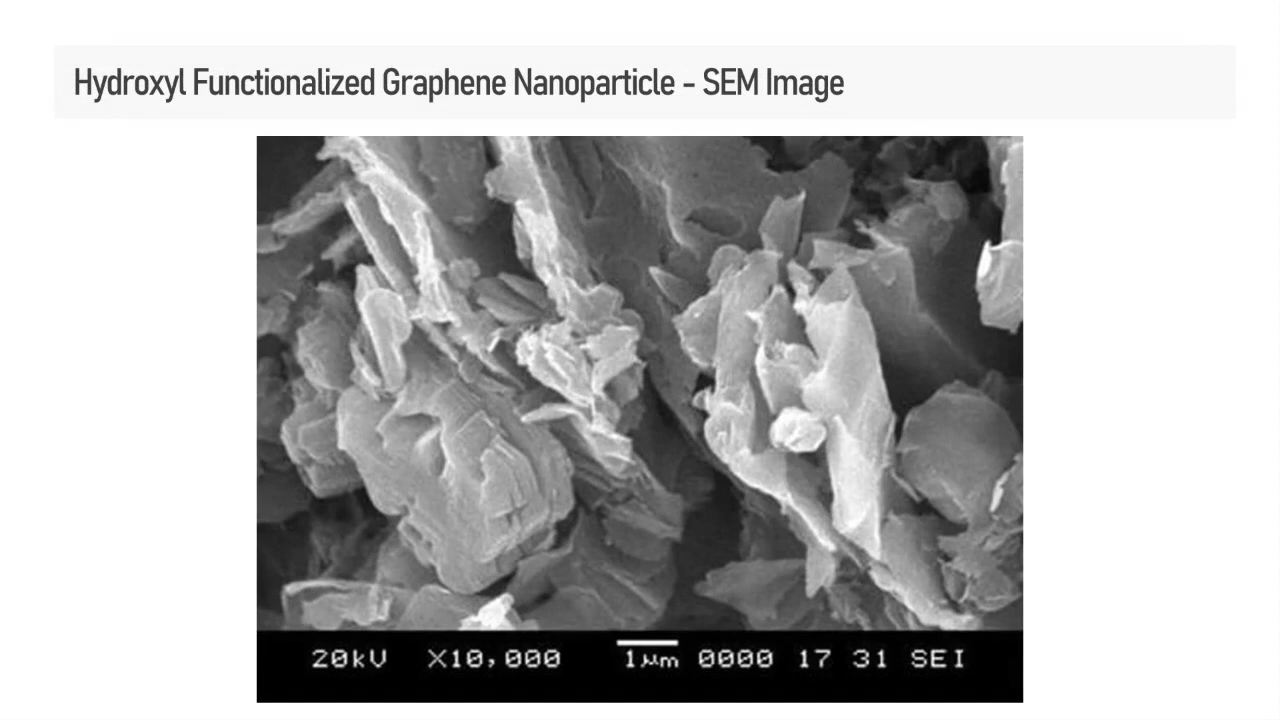 Hydroxyl Functionalized Graphene Nanoparticle - SEM Image
20kV X10,000 1μm 0000 17 31 SEI